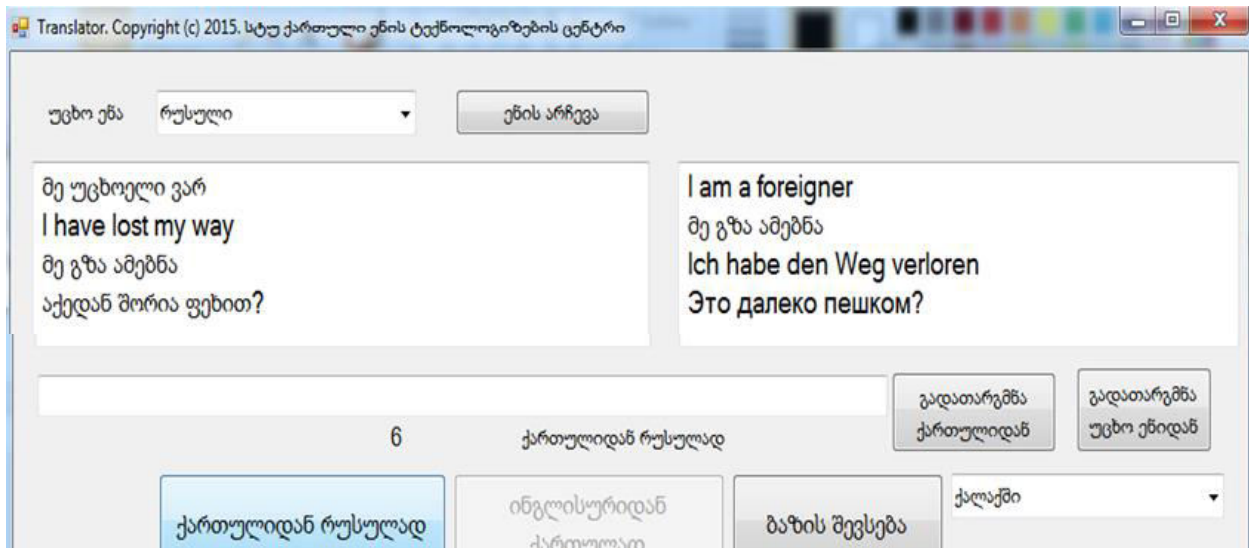 Translator. Copyright (c) 2015. სტუ ქართული ენის ტექნოლოგიზების ცენტრი
უცხო ენა
რუსული
ენის არჩევა
მე უცხოელი ვარ
I have lost my way
მე გზა ამებნა
აქედან შორია ფეხით?
I am a foreigner
მე გზა ამებნა
Ich habe den Weg verloren
Это далеко пешком?
გადათარგმნა
ქართულიდან
გადათარგმნა
უცხო ენიდან
6
ქართულიდან რუსულად
ქართულიდან რუსულად
ინგლისურიდან
ქართულად
ბაზის შევსება
ქალაქში